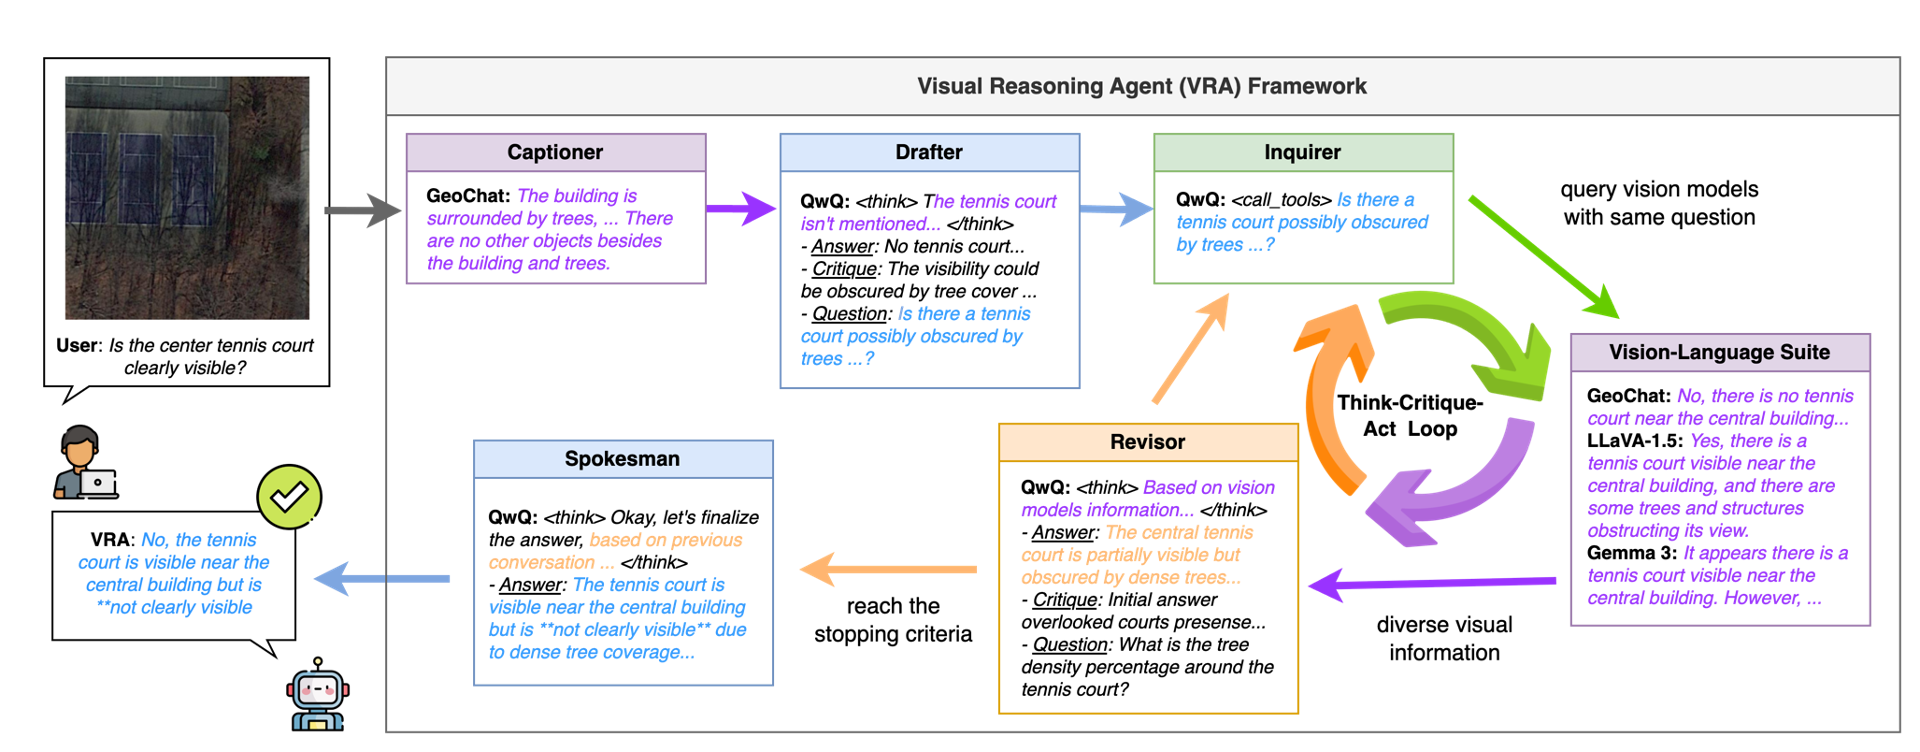 Visual Reasoning Agent (VRA) Framework
User: Is the center tennis court
clearly visible?
Captioner
GeoChat: The building is
surrounded by trees, ... There
are no other objects besides
the building and trees.
Drafter
QwQ: <think> The tennis court
isn't mentioned... </think>
- Answer: No tennis court...
- Critique: The visibility could
be obscured by tree cover ...
- Question: Is there a tennis
court possibly obscured by
trees ...?
Inquirer
QwQ: <call_tools> Is there a
tennis court possibly obscured
by trees ...?
query vision models
with same question
Vision-Language Suite
GeoChat: No, there is no tennis
court near the central building...
LLaVA-1.5: Yes, there is a
tennis court visible near the
central building, and there are
some trees and structures
obstructing its view.
Gemma 3: It appears there is a
tennis court visible near the
central building. However, ...
Think-Critique-
Act Loop
diverse visual
information
Revisor
QwQ: <think> Based on vision
models information... </think>
- Answer: The central tennis
court is partially visible but
obscured by dense trees...
- Critique: Initial answer
overlooked courts presense...
- Question: What is the tree
density percentage around the
tennis court?
reach the
stopping criteria
Spokesman
QwQ: <think> Okay, let's finalize
the answer, based on previous
conversation ... </think>
- Answer: The tennis court is
visible near the central building
but is **not clearly visible** due
to dense tree coverage...
VRA: No, the tennis
court is visible near the
central building but is
**not clearly visible